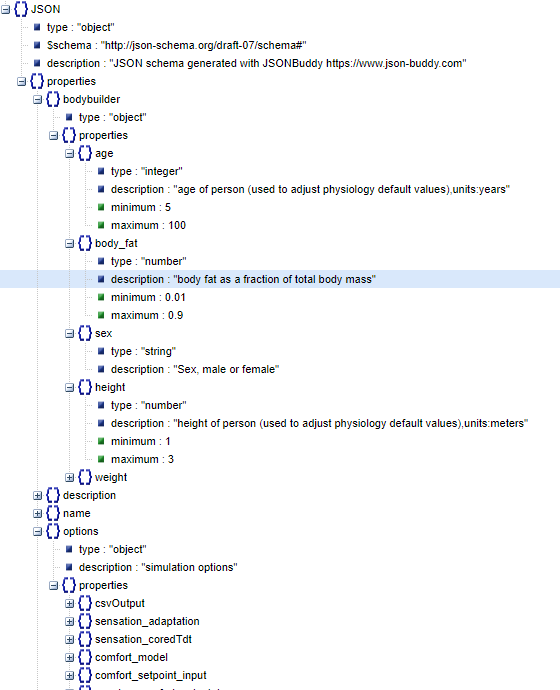 JSON
type : "object"
$schema : "http://json-schema.org/draft-07/schema#"
description : "JSON schema generated with JSONBuddy https://www.json-buddy.com"
properties
bodybuilder
type : "object"
properties
age
type : "integer"
description : "age of person (used to adjust physiology default values),units:years"
minimum : 5
maximum : 100
body_fat
type : "number"
description : "body fat as a fraction of total body mass"
minimum : 0.01
maximum : 0.9
sex
type : "string"
description : "Sex, male or female"
height
type : "number"
description : "height of person (used to adjust physiology default values),units:meters"
minimum : 1
maximum : 3
weight
description
name
options
type : "object"
description : "simulation options"
properties
csvOutput
sensation_adaptation
sensation_coredTdt
comfort_model
comfort_setpoint_input